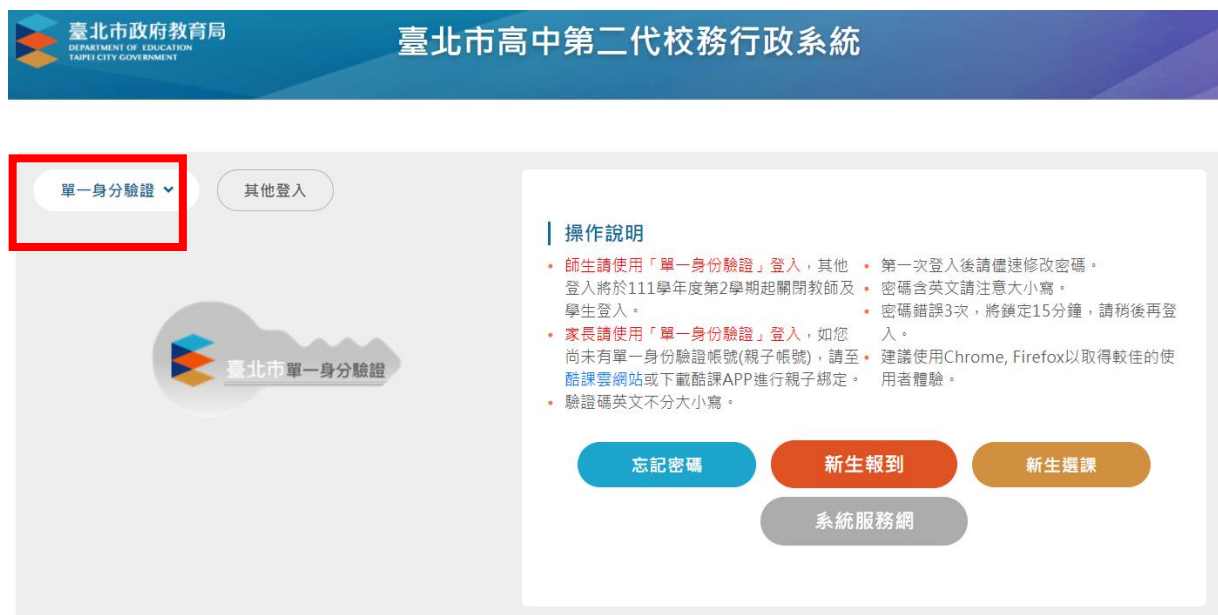 臺北市政府教育局
DEPARTMENT OF EDUCATION
TAIPEI CITY GOVERNMENT
臺北市高中第二代校務行政系統
單一身分驗證
其他登入
臺北市單一身分驗證
操作說明
• 師生請使用「單一身份驗證」登入，其他
登入將於111學年度第2學期起關閉教師及
學生登入。
• 家長請使用「單一身份驗證」登入，如您
尚未有單一身份驗證帳號(親子帳號)，請至
酷課雲網站或下載酷課APP進行親子綁定。
• 驗證碼英文不分大小寫。
• 第一次登入後請儘速修改密碼。
• 密碼含英文請注意大小寫。
• 密碼錯誤3次，將鎖定15分鐘，請稍後再登
入。
• 建議使用Chrome, Firefox以取得較佳的使
用者體驗。
忘記密碼
新生報到
新生選課
系統服務網